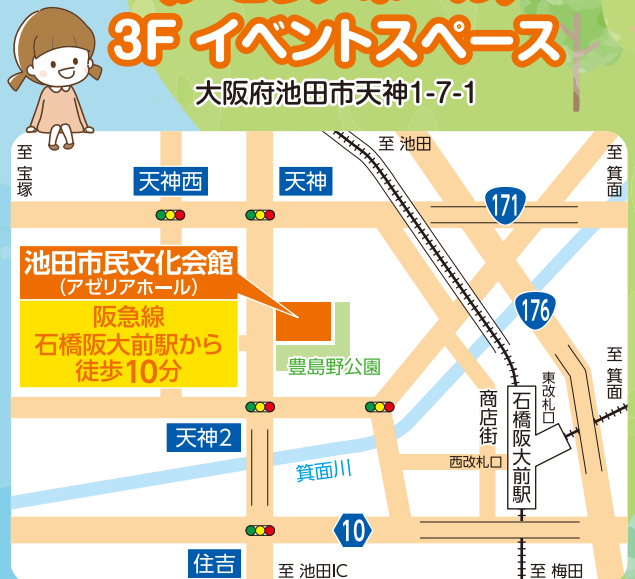 3F イベントスペース
大阪府池田市天神1-7-1
至 宝塚
天神西
天神
至 池田
至 箕面
171
池田市民文化会館
(アゼリアホール)
阪急線
石橋阪大前駅から
徒歩10分
176
豊島野公園
至 箕面
東改札口
商店街
石橋阪大前駅
天神2
西改札口
箕面川
10
住吉
至 池田IC
至 梅田